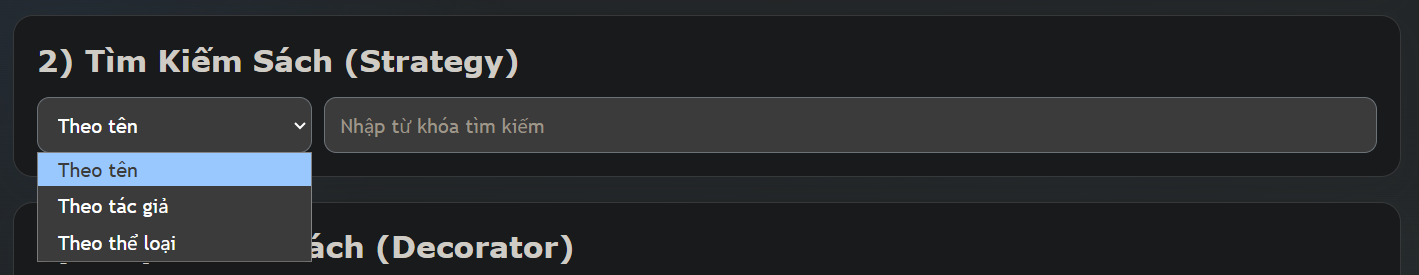 2) Tìm Kiếm Sách (Strategy)
Theo tên
Nhập từ khóa tìm kiếm
Theo tên
Theo tác giả
Theo thể loại
ách (Decorator)